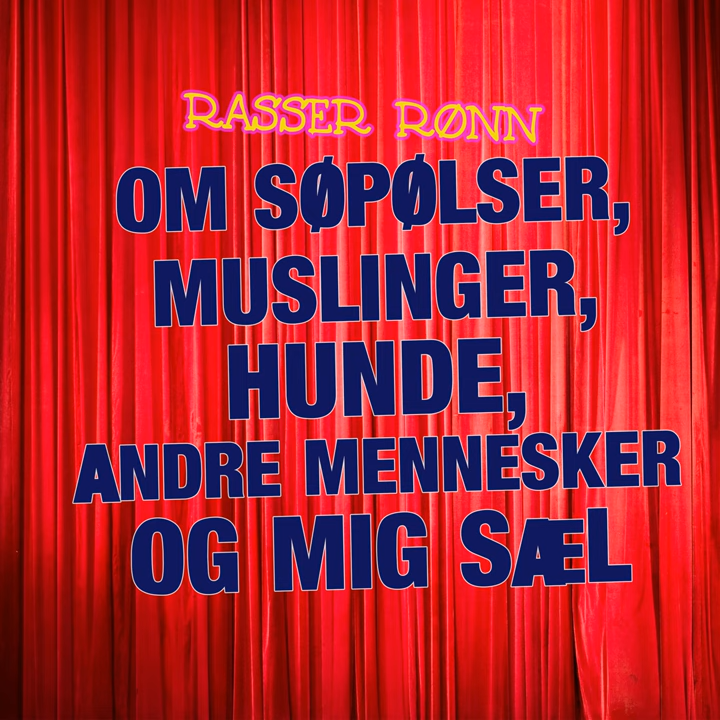 RASSER RØNN
OM SØPØLSER,
MUSLINGER,
HUNDE,
ANDRE MENNESKER
OG MIG SÆL